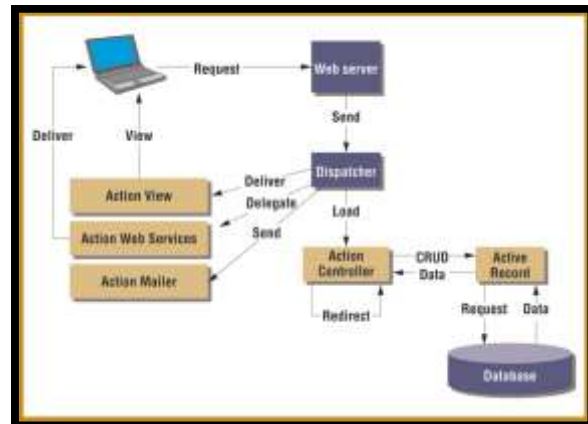 Request
Web server
Deliver
View
Send
Dispatcher
Deliver
Action View
Delegate
Load
Action Web Services
Send
Action
Controller
CRUD
Data
Active
Record
Action Mailer
Redirect
Request
Data
Database